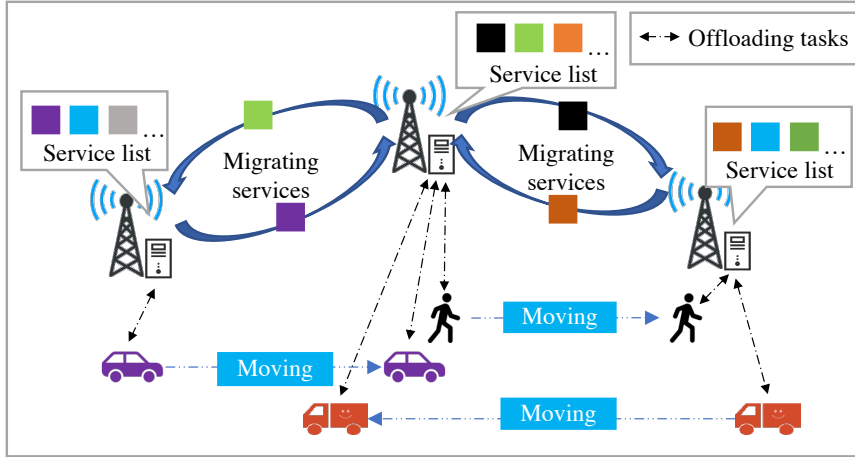 Offloading tasks
...
Service list
...
Service list
...
Service list
Migrating
services
Migrating
services
Moving
Moving
Moving